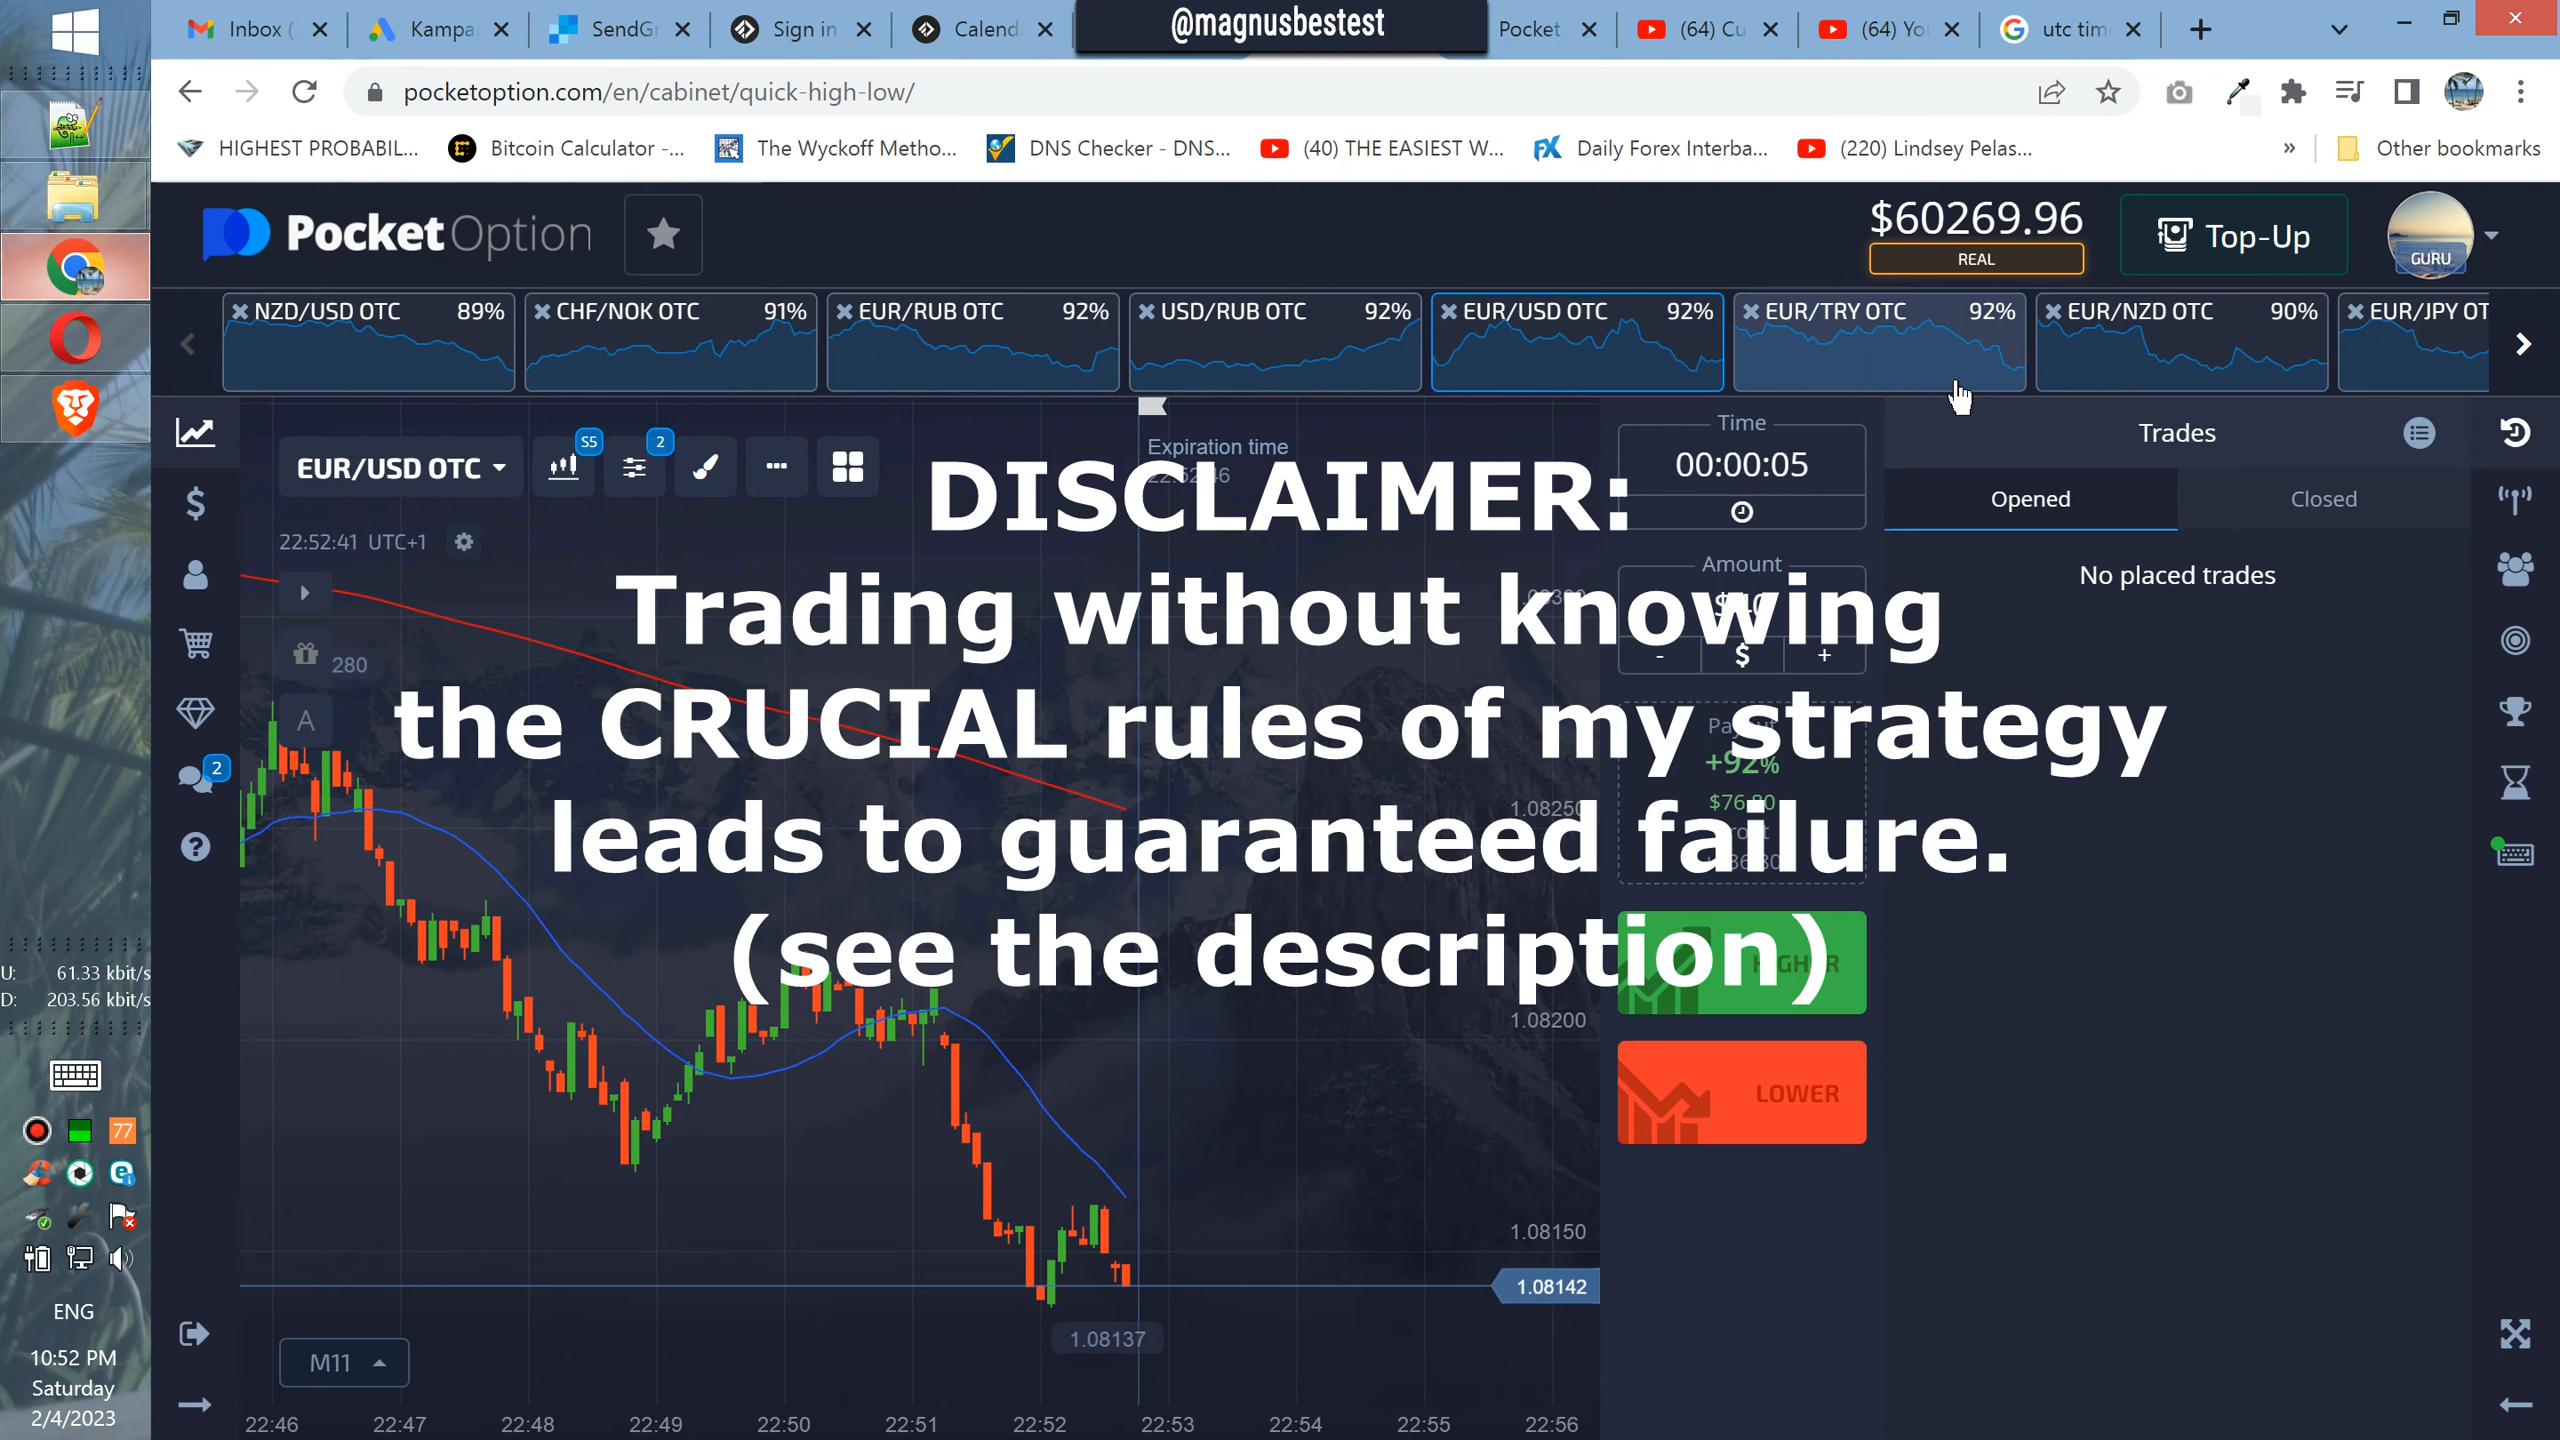 @magnusbestest
Inbox (
Kampa
SendGr
Sign in
Calend
Pocket
(64) Cu
(64) Yo
utc tim
pocketoption.com/en/cabinet/quick-high-low/
HIGHEST PROBABIL...
Bitcoin Calculator -...
The Wyckoff Metho...
DNS Checker - DNS...
(40) THE EASIEST W...
Daily Forex Interba...
(220) Lindsey Pelas...
»
Other bookmarks
PocketOption
$60269.96
REAL
Top-Up
GURU
NZD/USD OTC 89%
CHF/NOK OTC 91%
EUR/RUB OTC 92%
USD/RUB OTC 92%
EUR/USD OTC 92%
EUR/TRY OTC 92%
EUR/NZD OTC 90%
EUR/JPY OT
EUR/USD OTC
S5
2
Expiration time
22:52:41 UTC+1
280
A
2
DISCLAIMER:
Trading without knowing
the CRUCIAL rules of my strategy
leads to guaranteed failure.
(see the description)
Time
00:00:05
Amount
- $ +
+92%
$76.80
LOWER
Trades
Opened
Closed
No placed trades
1.08250
1.08200
1.08150
1.08142
1.08137
M11
22:46 22:47 22:48 22:49 22:50 22:51 22:52 22:53 22:54 22:55 22:56
U: 61.33 kbit/s
D: 203.56 kbit/s
77
ENG
10:52 PM
Saturday
2/4/2023